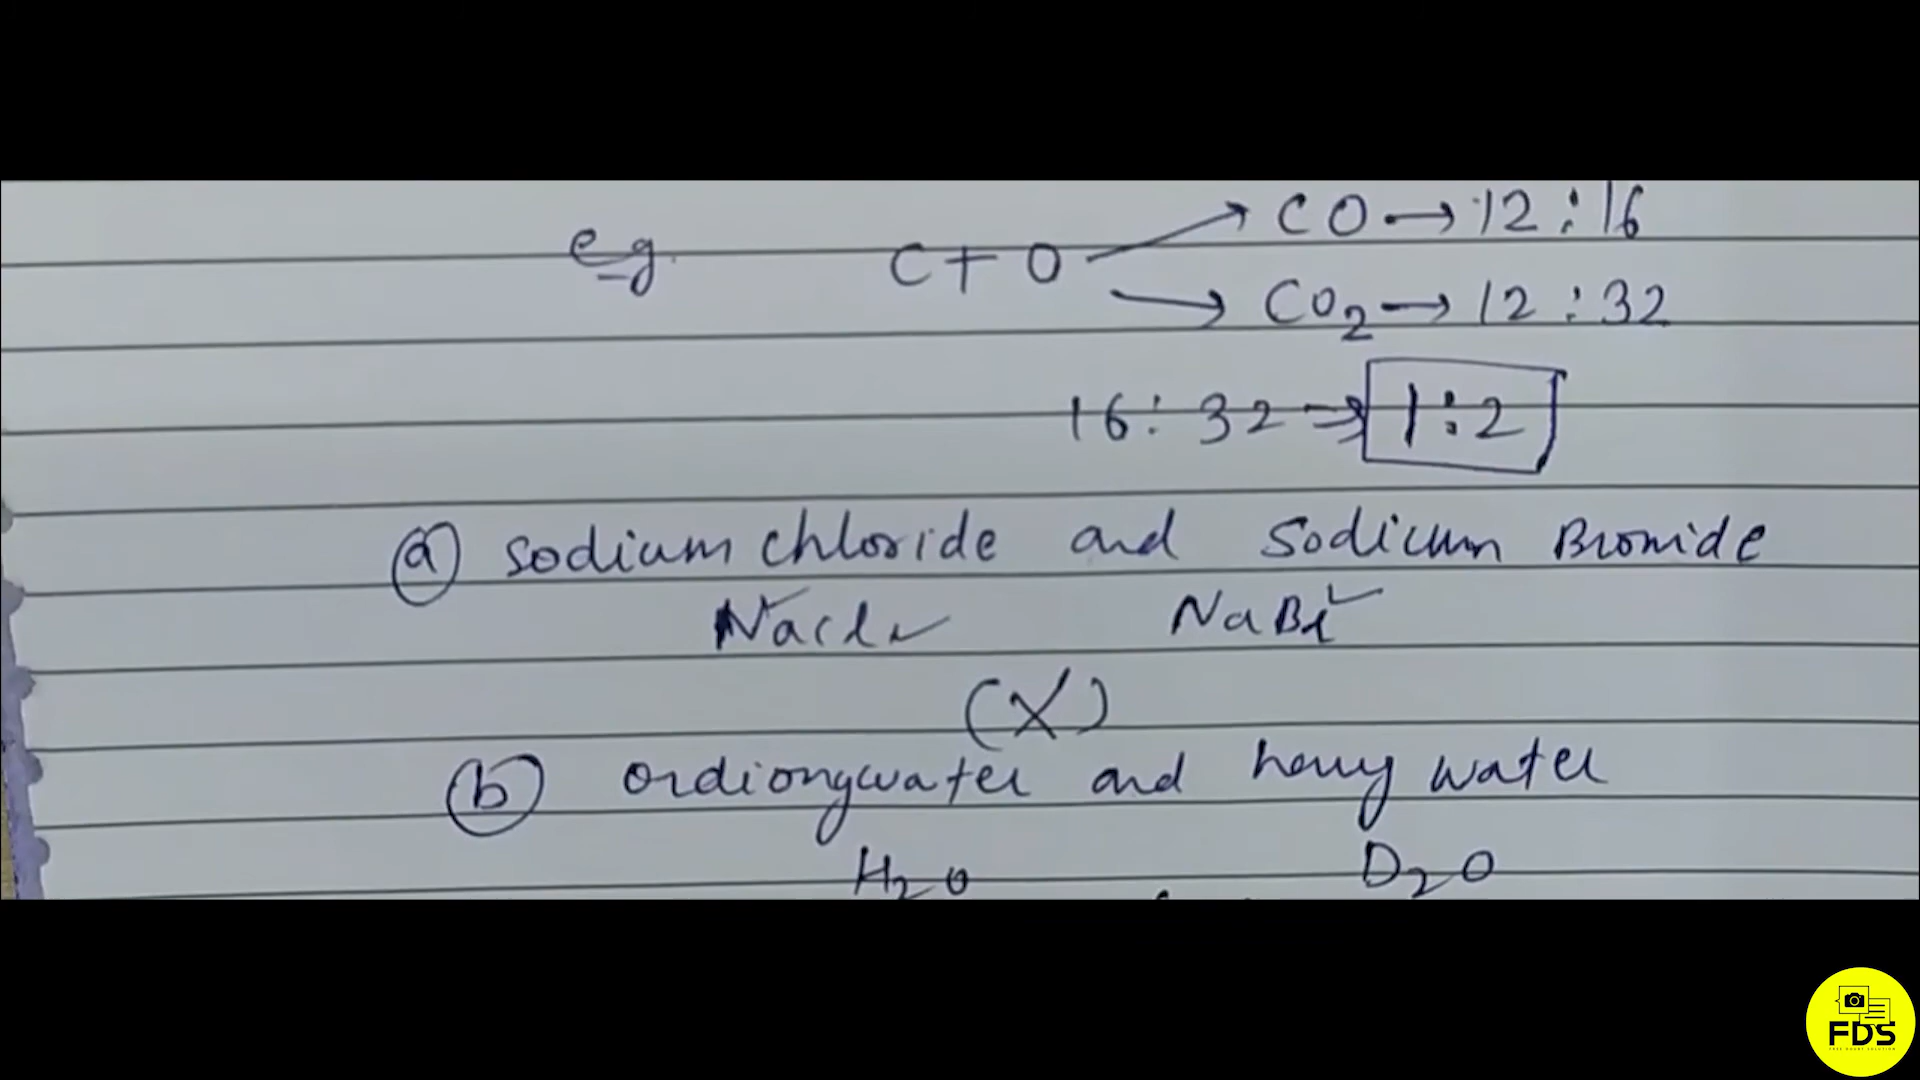 e.g. C + O → CO → 12 : 16
→ CO₂ → 12 : 32
16 : 32 ⇒ 1 : 2
(a) sodium chloride and Sodium Bromide
NaCl NaBr
(X)
(b) and heavy water
H₂O D₂O
FDS